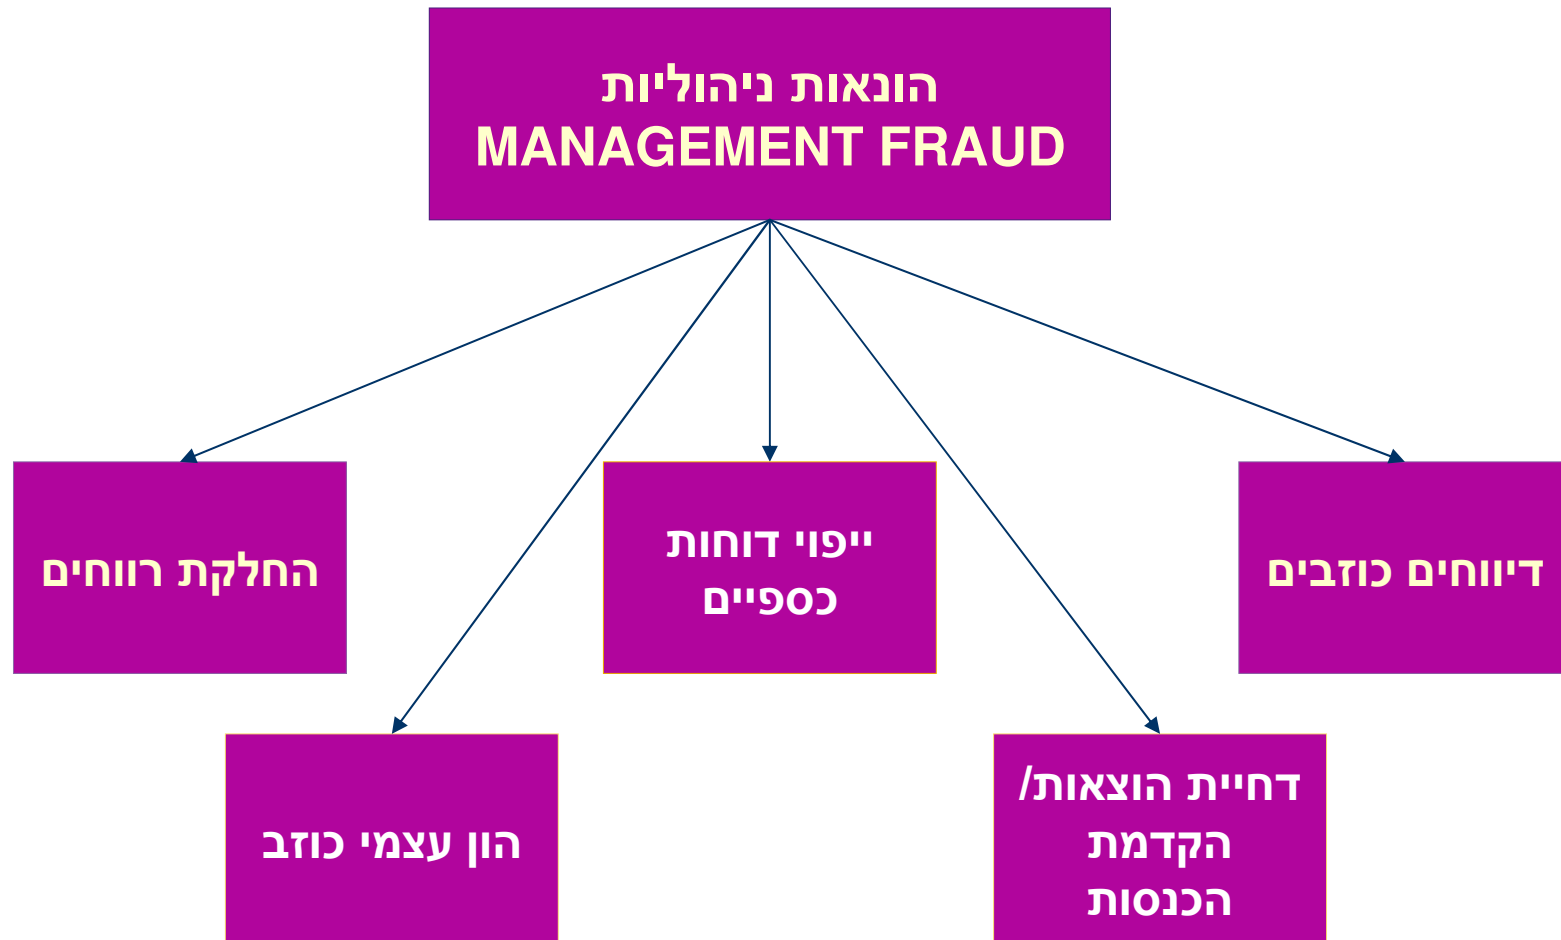 הונאות ניהוליות
MANAGEMENT FRAUD
דיווחים כוזבים
ייפוי דוחות
כספיים
החלקת רווחים
דחיית הוצאות/
הקדמת
הכנסות
הון עצמי כוזב